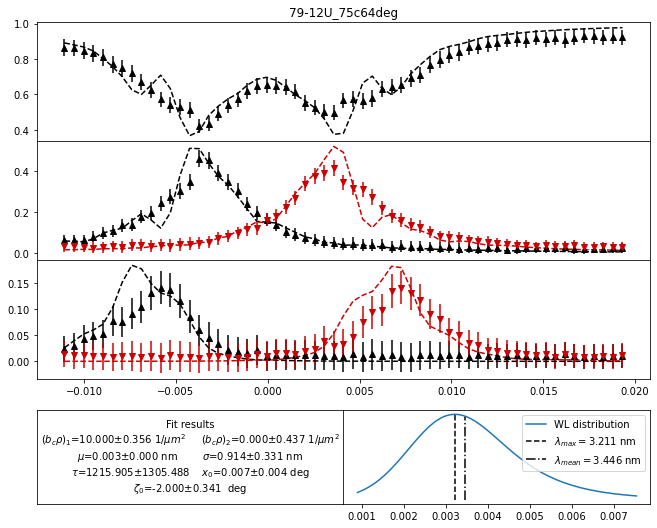 79-12U_75c64deg
1.0
0.8
0.6
0.4
0.4
0.2
0.0
0.15
0.10
0.05
0.00
−0.010 −0.005 0.000 0.005 0.010 0.015 0.020
Fit results
(b_cρ)_1=10.000±0.356 1/μm² (b_cρ)_2=0.000±0.437 1/μm²
μ=0.003±0.000 nm σ=0.914±0.331 nm
τ=1215.905±1305.488 x_0=0.007±0.004 deg
ζ_0=-2.000±0.341 deg
WL distribution
λ_max = 3.211 nm
λ_mean = 3.446 nm
0.001 0.002 0.003 0.004 0.005 0.006 0.007